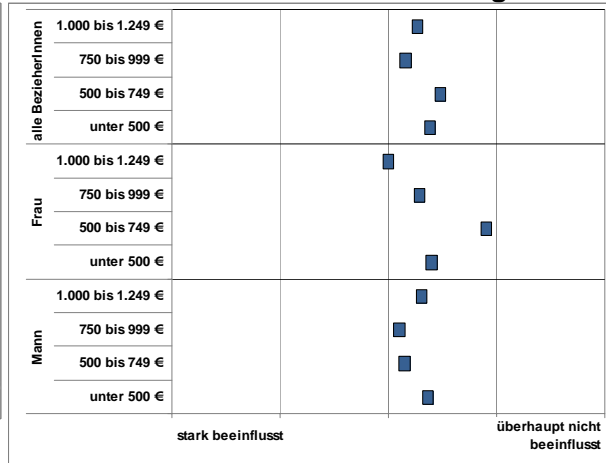 alle BezieherInnen
1.000 bis 1.249 €
750 bis 999 €
500 bis 749 €
unter 500 €
Frau
1.000 bis 1.249 €
750 bis 999 €
500 bis 749 €
unter 500 €
Mann
1.000 bis 1.249 €
750 bis 999 €
500 bis 749 €
unter 500 €
stark beeinflusst
überhaupt nicht
beeinflusst